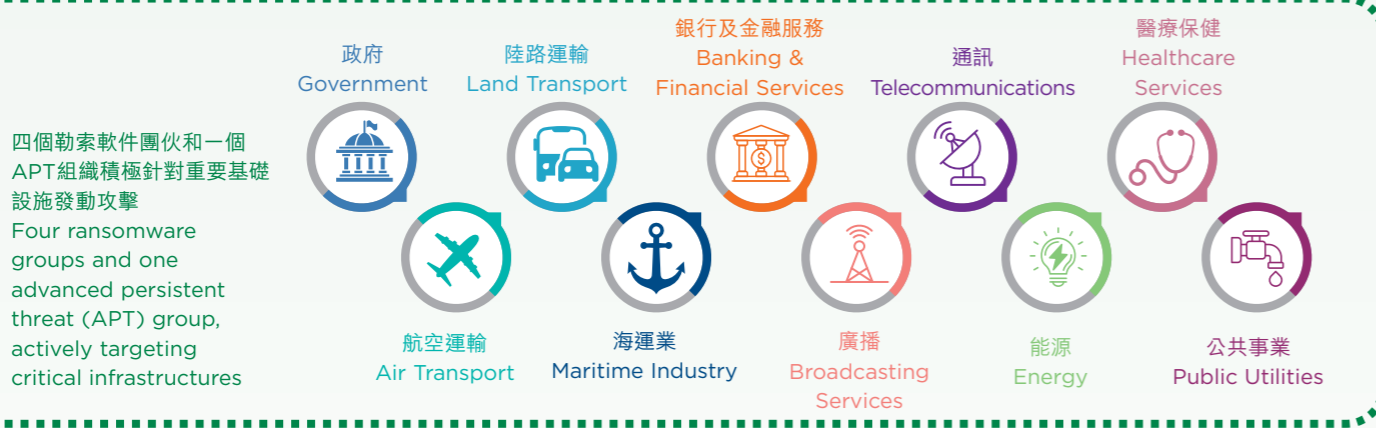 四個勒索軟件團伙和一個
APT組織積極針對重要基礎
設施發動攻擊
Four ransomware
groups and one
advanced persistent
threat (APT) group,
actively targeting
critical infrastructures
政府
Government
陸路運輸
Land Transport
銀行及金融服務
Banking &
Financial Services
通訊
Telecommunications
醫療保健
Healthcare
Services
航空運輸
Air Transport
海運業
Maritime Industry
廣播
Broadcasting
Services
能源
Energy
公共事業
Public Utilities